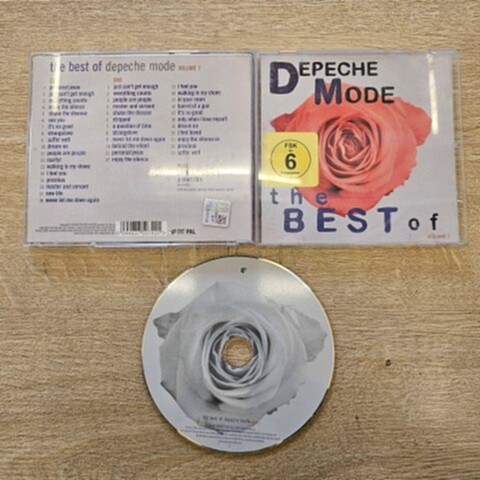 the best of depeche mode VOLUME 1
personal jesus
just can't get enough
everything counts
shake the disease
see you
it's no good
strangelove
suffer well
dream on
people are people
martyr
walking in my shoes
I feel you
precious
master and servant
new life
never let me down again
DVD
just can't get enough
everything counts
people are people
master and servant
shake the disease
stripped
a question of time
strangelove
never let me down again
behind the wheel
personal jesus
enjoy the silence
I feel you
walking in my shoes
in your room
barrel of a gun
it's no good
only when I lose myself
dream on
I feel loved
enjoy the silence
precious
suffer well
PAL
DEPECHE
MODE
FSK
6
the
BEST of
VOLUME 1